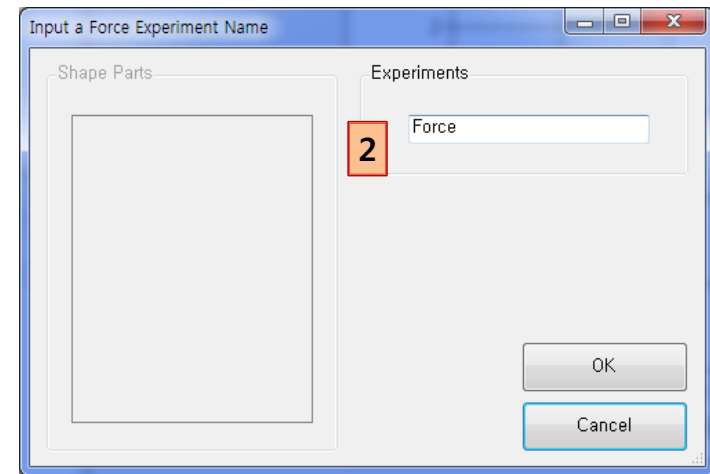 Input a Force Experiment Name
Shape Parts
Experiments
Force
2
OK
Cancel